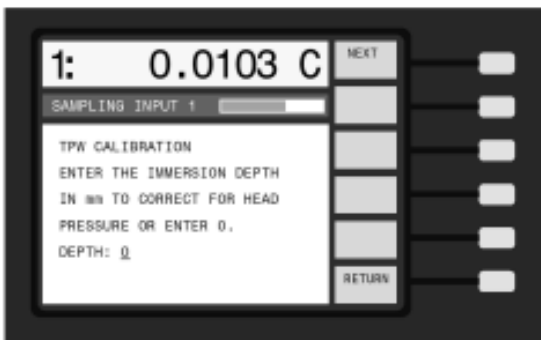 1: 0.0103 C
NEXT
SAMPLING INPUT 1
TPW CALIBRATION
ENTER THE IMMERSION DEPTH
IN mm TO CORRECT FOR HEAD
PRESSURE OR ENTER 0.
DEPTH: 0
RETURN